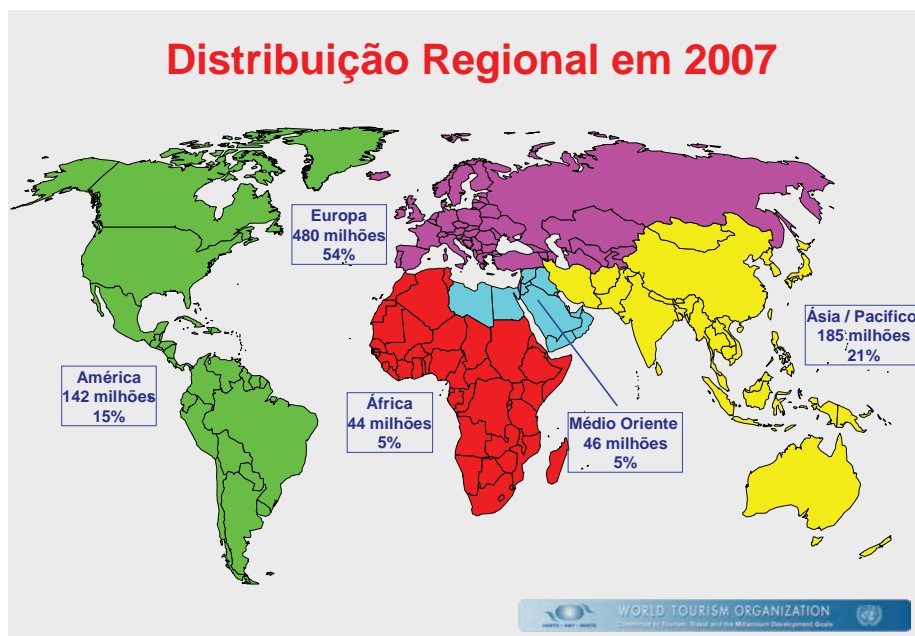 Distribuição Regional em 2007
Europa
480 milhões
54%
Ásia / Pacifico
185 milhões
21%
América
142 milhões
15%
África
44 milhões
5%
Médio Oriente
46 milhões
5%
WORLD TOURISM ORGANIZATION
Committed to Tourism, Travel and the Millennium Development Goals